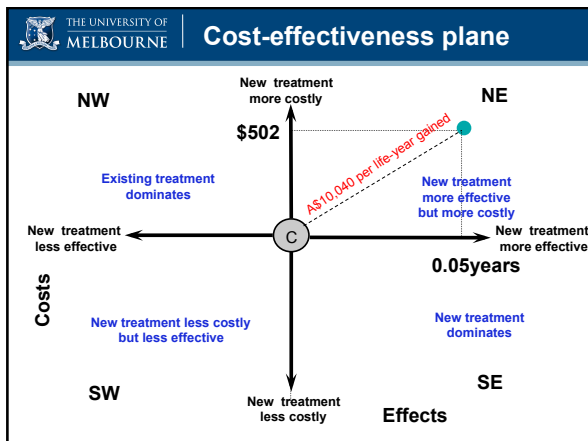 THE UNIVERSITY OF
MELBOURNE
Cost-effectiveness plane
NW
New treatment
more costly
NE
$502
A$10,040 per life-year gained
Existing treatment
dominates
New treatment
more effective
but more costly
New treatment
less effective
C
New treatment
more effective
0.05years
Costs
New treatment less costly
but less effective
New treatment
dominates
SW
New treatment
less costly
SE
Effects